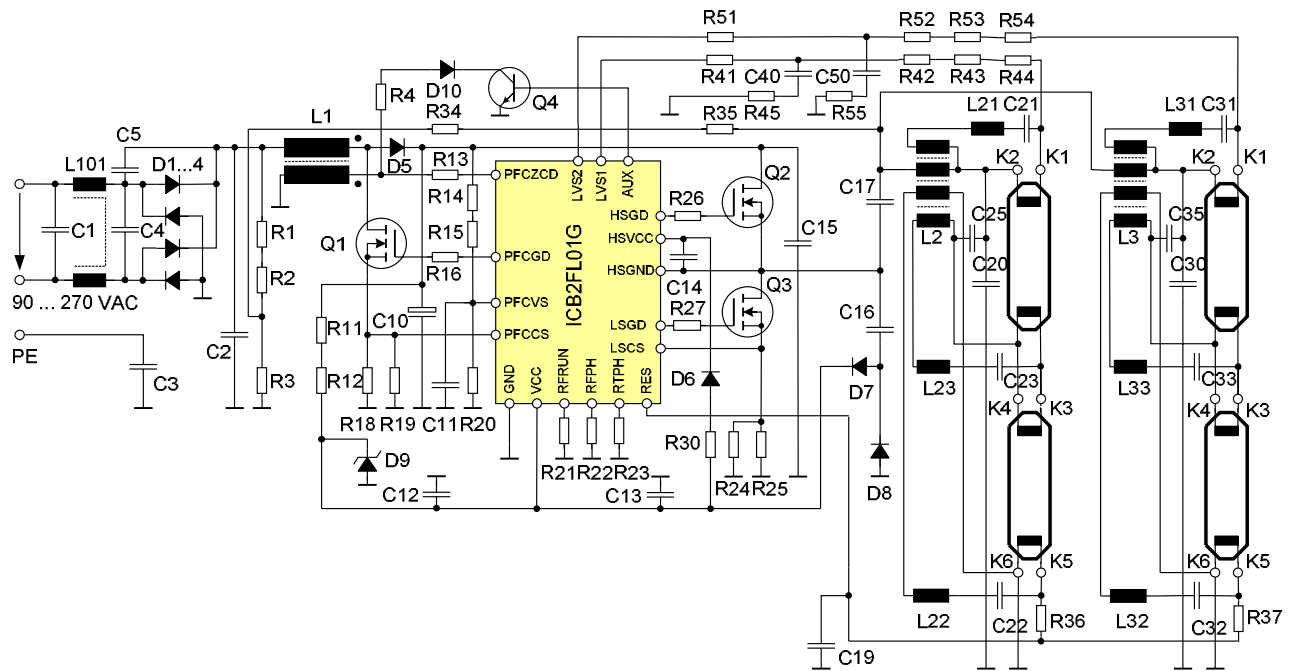 R51
R52 R53 R54
R41 C40 C50 R42 R43 R44
R4 D10 Q4
R45 R55
R34 R35
L21 C21 L31 C31
C5 L1
D5 R13
L101 D1...4
K2 K1 K2 K1
PFCZCD LVS2 LVS1 AUX
R14
Q2
C17
R26 HSGD
C1 C4 R1
Q1 R15
C15
L2 C25 L3 C35
HSVCC
PFCGD HSGND
R16
C20 C30
R2
ICB2FL01G
C14 Q3
90 ... 270 VAC
PFCVS
R27
C16
R11 C10
LSGD
PFCCS
LSCS
PE
C2
C3
R3 R12
GND VCC RFRUN RFPH RTPH RES
D6 D7
L23 C23 L33 C33
R18 R19 C11 R20
K4 K3 K4 K3
R30
D9
R21 R22 R23
R24 R25
D8
C12 C13
K6 K5 K6 K5
L22 C22 R36 L32 C32 R37
C19